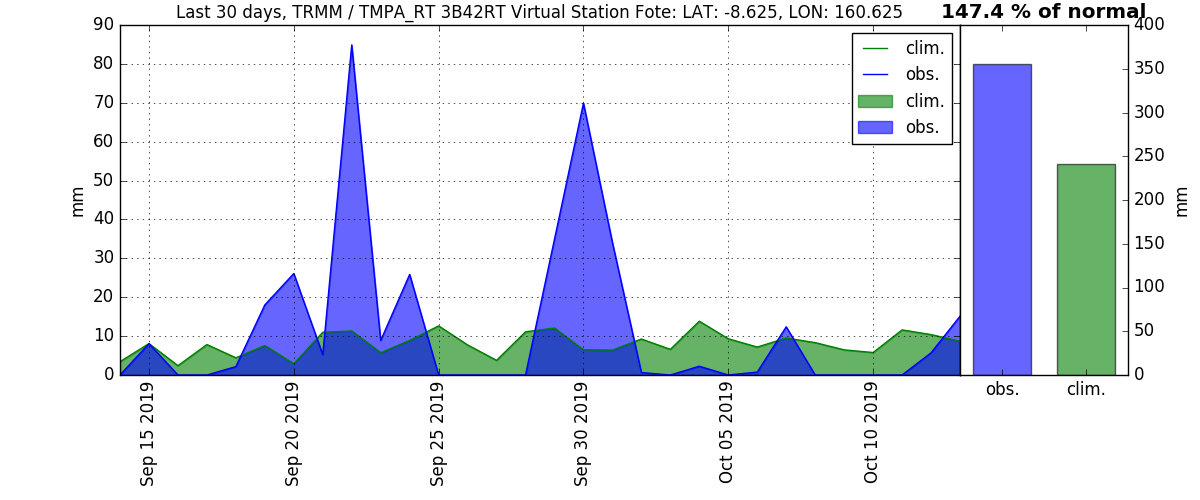 Last 30 days, TRMM / TMPA_RT 3B42RT Virtual Station Fote: LAT: -8.625, LON: 160.625
147.4 % of normal
90
80
70
60
50
40
30
20
10
0
mm
clim.
obs.
clim.
obs.
Sep 15 2019
Sep 20 2019
Sep 25 2019
Sep 30 2019
Oct 05 2019
Oct 10 2019
400
350
300
250
200
150
100
50
0
mm
obs.
clim.